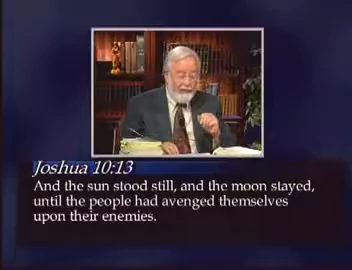 Joshua 10:13
And the sun stood still, and the moon stayed,
until the people had avenged themselves
upon their enemies.